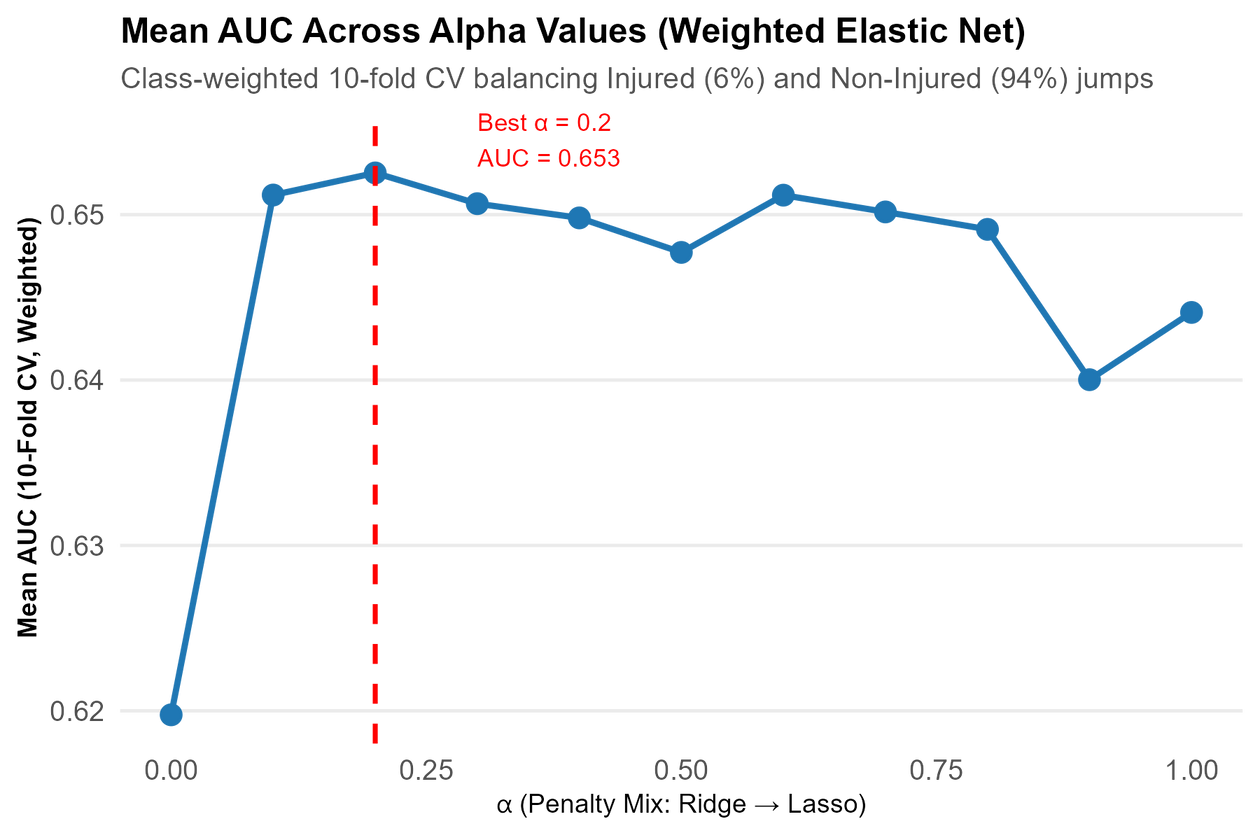 Mean AUC Across Alpha Values (Weighted Elastic Net)
Class-weighted 10-fold CV balancing Injured (6%) and Non-Injured (94%) jumps
Best α = 0.2
AUC = 0.653
Mean AUC (10-Fold CV, Weighted)
0.65
0.64
0.63
0.62
0.00 0.25 0.50 0.75 1.00
α (Penalty Mix: Ridge → Lasso)